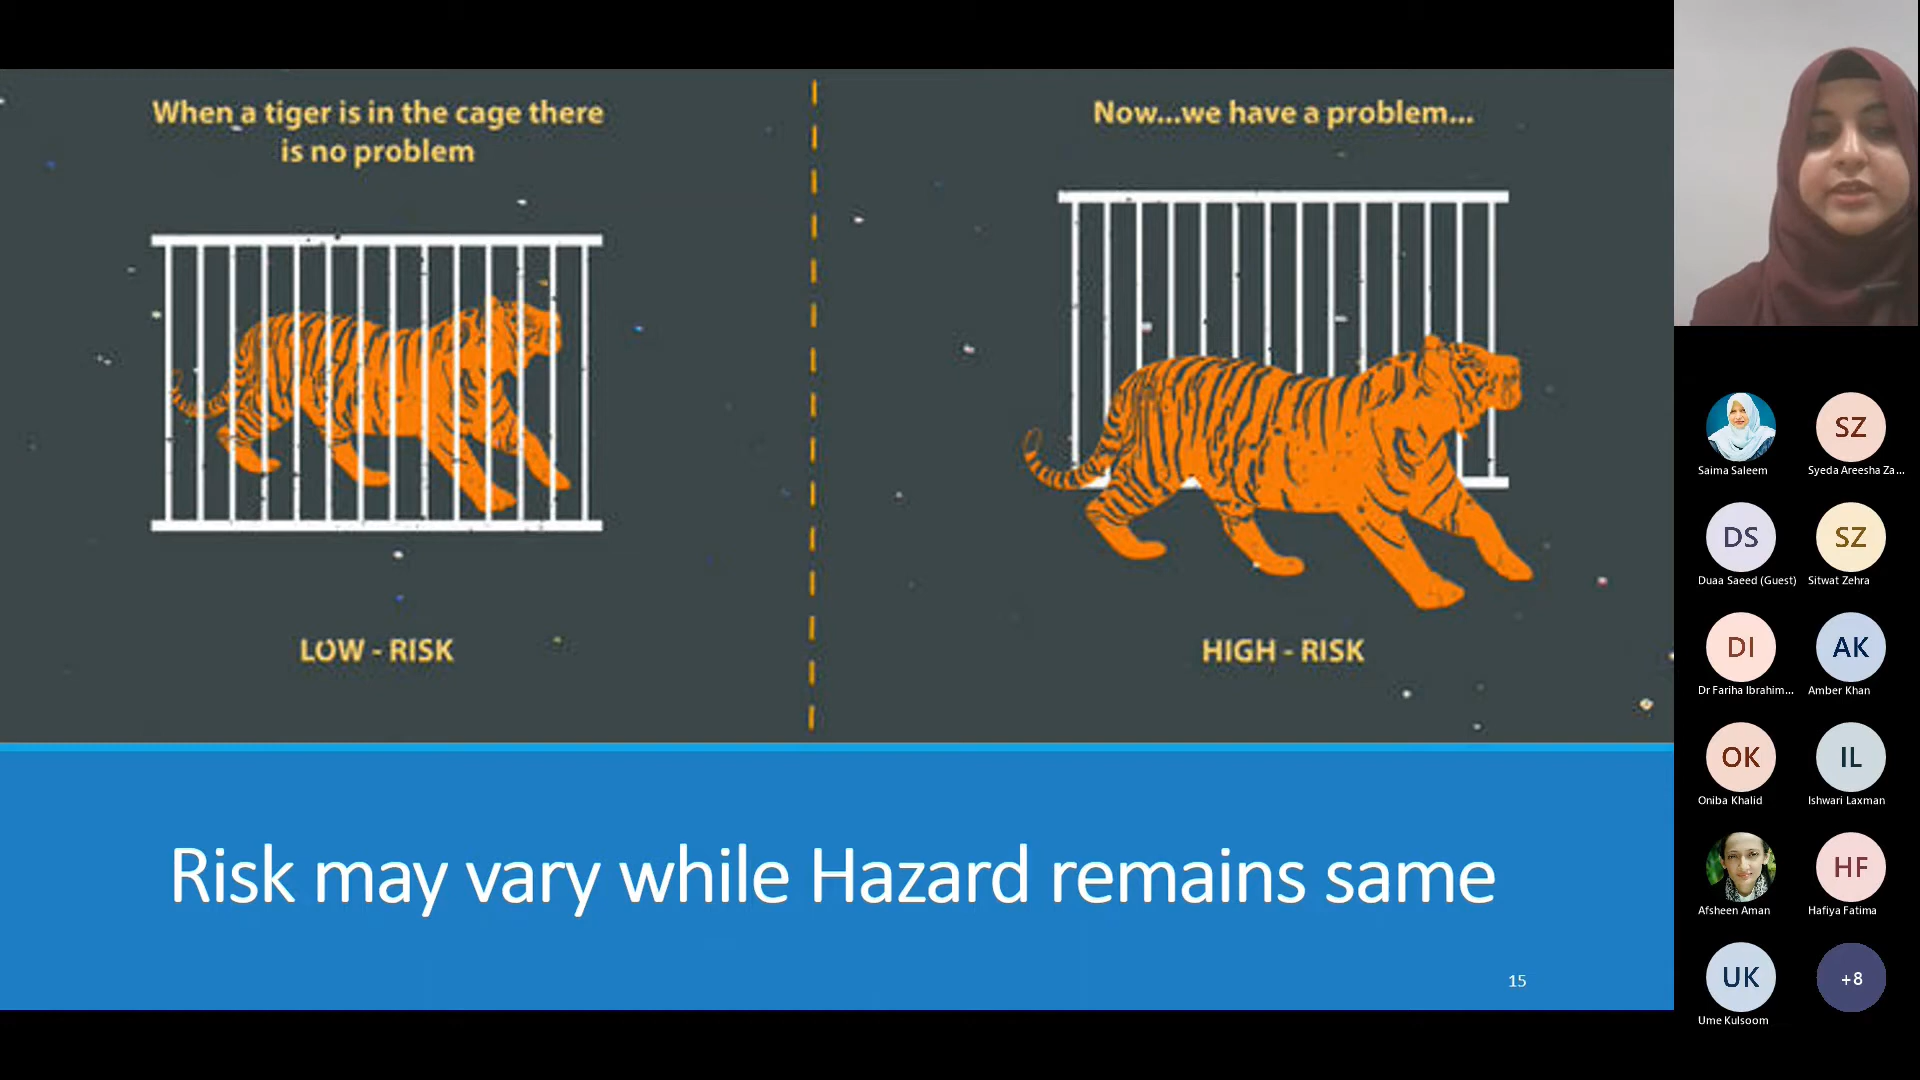 When a tiger is in the cage there
is no problem
LOW - RISK
Now...we have a problem...
HIGH - RISK
Risk may vary while Hazard remains same
15
SZ
Saima Saleem
Syeda Areesha Za...
DS
SZ
Duaa Saeed (Guest)
Sitwat Zehra
DI
AK
Dr Fariha Ibrahim...
Amber Khan
OK
IL
Oniba Khalid
Ishwari Laxman
HF
Afsheen Aman
Hafiya Fatima
UK
+8
Ume Kulsoom